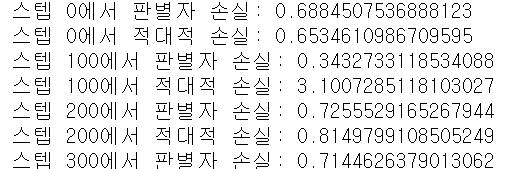 스텝 0에서 판별자 손실: 0.6884507536888123
스텝 0에서 적대적 손실: 0.6534610986709595
스텝 100에서 판별자 손실: 0.3432733118534088
스텝 100에서 적대적 손실: 3.1007285118103027
스텝 200에서 판별자 손실: 0.7255529165267944
스텝 200에서 적대적 손실: 0.8149799108505249
스텝 300에서 판별자 손실: 0.7144626379013062